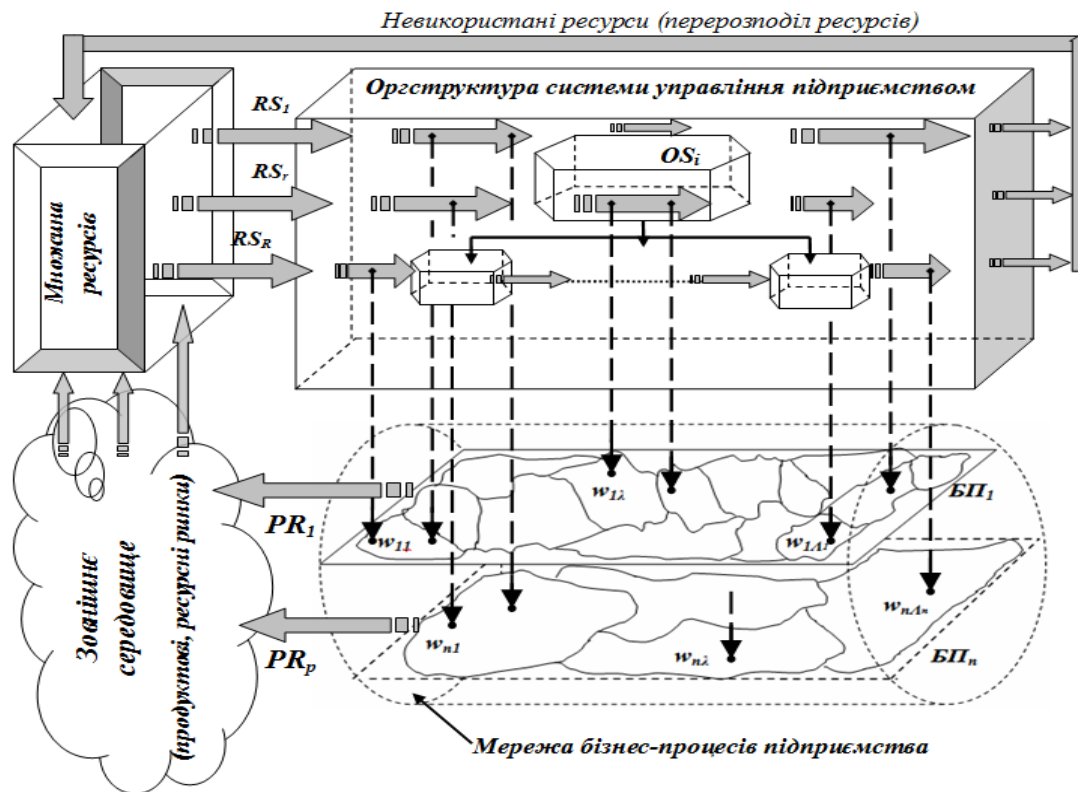 Невикористані ресурси (перерозподіл ресурсів)
Оргструктура системи управління підприємством
RS₁
RSᵣ
RS_R
OSᵢ
Множина
ресурсів
w₁₁
w₁λ
w₁Λ₁
БП₁
wₙ₁
wₙλ
wₙΛₙ
БПₙ
PR₁
PRₚ
Зовнішнє
середовище
(продуктові, ресурсні ринки)
Мережа бізнес-процесів підприємства